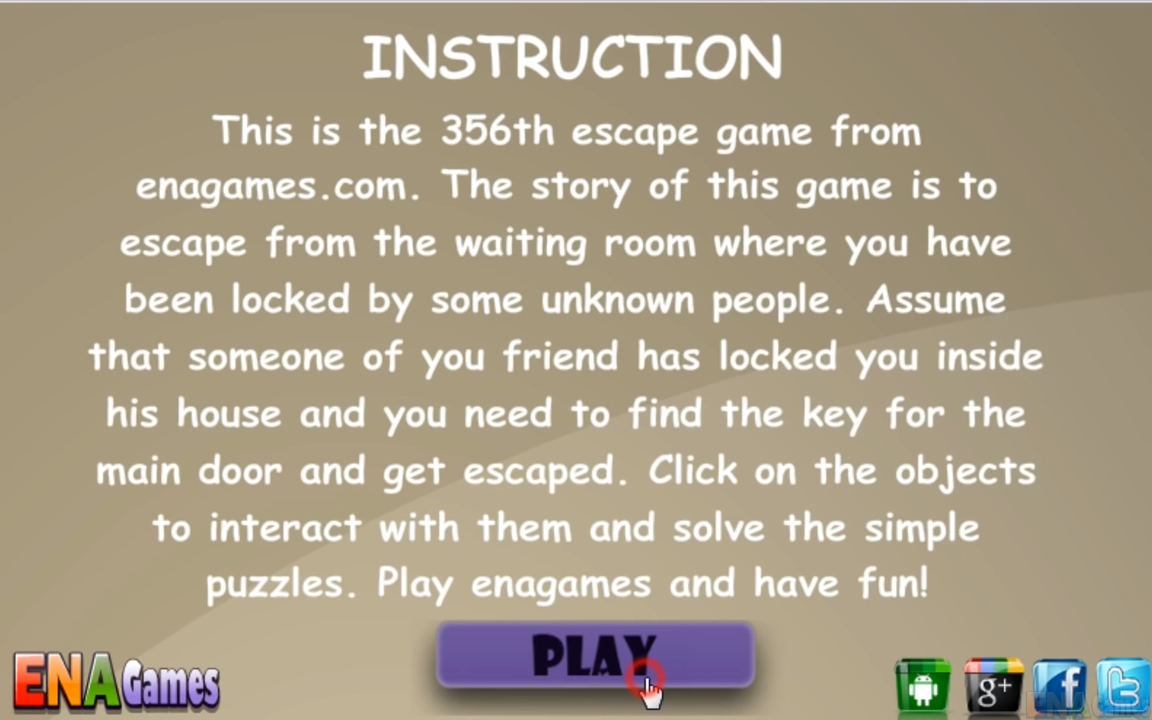 INSTRUCTION
This is the 356th escape game from
enagames.com. The story of this game is to
escape from the waiting room where you have
been locked by some unknown people. Assume
that someone of you friend has locked you inside
his house and you need to find the key for the
main door and get escaped. Click on the objects
to interact with them and solve the simple
puzzles. Play enagames and have fun!
PLAY
ENA Games
g+
f
t
ENAGames